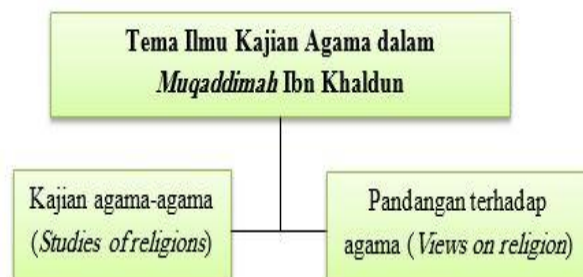 Tema Ilmu Kajian Agama dalam
Muqaddimah Ibn Khaldun
Kajian agama-agama
(Studies of religions)
Pandangan terhadap
agama (Views on religion)